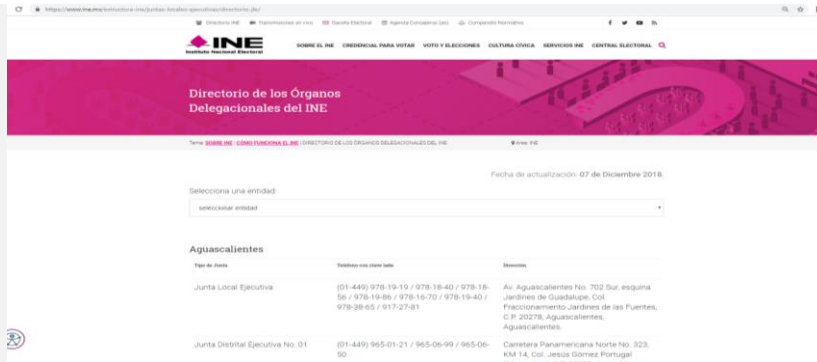 https://www.ine.mx/estructura-ine/juntas-locales-ejecutivas/directorio-jle/
Directorio INE Transmisiones en vivo Gaceta Electoral Agenda Consejeros (as) Compendio Normativo
INE
Instituto Nacional Electoral
SOBRE EL INE CREDENCIAL PARA VOTAR VOTO Y ELECCIONES CULTURA CÍVICA SERVICIOS INE CENTRAL ELECTORAL
Directorio de los Órganos
Delegacionales del INE
Tema: SOBRE INE | CÓMO FUNCIONA EL INE | DIRECTORIO DE LOS ÓRGANOS DELEGACIONALES DEL INE Área: INE
Fecha de actualización: 07 de Diciembre 2018.
Selecciona una entidad:
seleccionar entidad
Aguascalientes
Tipo de Junta Teléfono con clave lada Dirección
Junta Local Ejecutiva (01-449) 978-19-19 / 978-18-40 / 978-18- Av. Aguascalientes No. 702 Sur, esquina
56 / 978-19-86 / 978-16-70 / 978-19-40 / Jardines de Guadalupe, Col.
978-38-65 / 917-27-81 Fraccionamiento Jardines de las Fuentes,
C.P. 20278, Aguascalientes,
Aguascalientes.
Junta Distrital Ejecutiva No. 01 (01-449) 965-01-21 / 965-06-99 / 965-06- Carretera Panamericana Norte No. 323,
50 KM 14, Col. Jesús Gómez Portugal